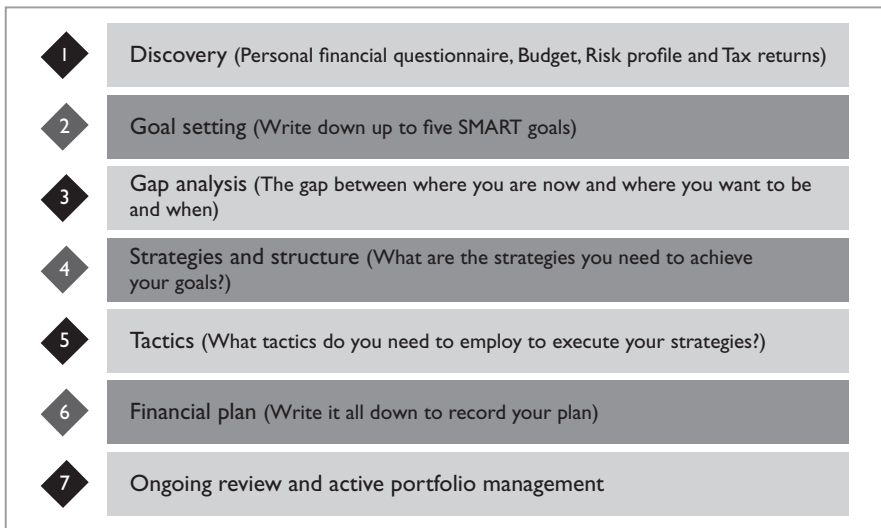 1 Discovery (Personal financial questionnaire, Budget, Risk profile and Tax returns)
2 Goal setting (Write down up to five SMART goals)
3 Gap analysis (The gap between where you are now and where you want to be
and when)
4 Strategies and structure (What are the strategies you need to achieve
your goals?)
5 Tactics (What tactics do you need to employ to execute your strategies?)
6 Financial plan (Write it all down to record your plan)
7 Ongoing review and active portfolio management